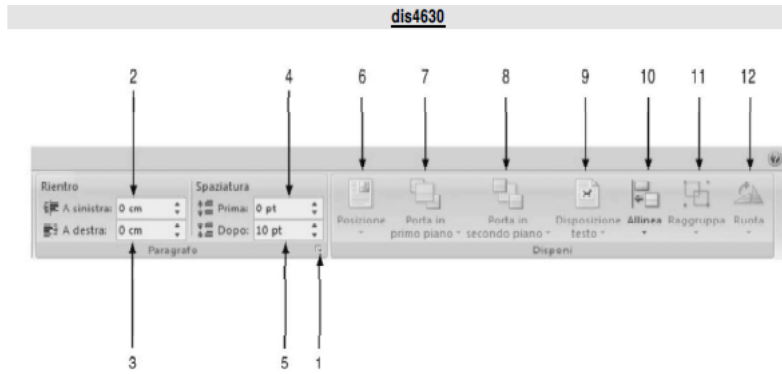 dis4630
2 4 6 7 8 9 10 11 12
Rientro Spaziatura
A sinistra: 0 cm Prima: 0 pt
A destra: 0 cm Dopo: 10 pt
Posizione Porta in Porta in Disposizione Allinea Raggruppa Ruota
primo piano secondo piano testo
Paragrafo Disponi
3 5 1